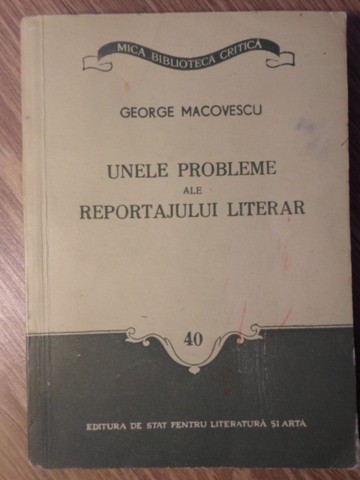 MICA BIBLIOTECĂ CRITICĂ
GEORGE MACOVESCU
UNELE PROBLEME
ALE
REPORTAJULUI LITERAR
40
EDITURA DE STAT PENTRU LITERATURĂ ȘI ARTĂ